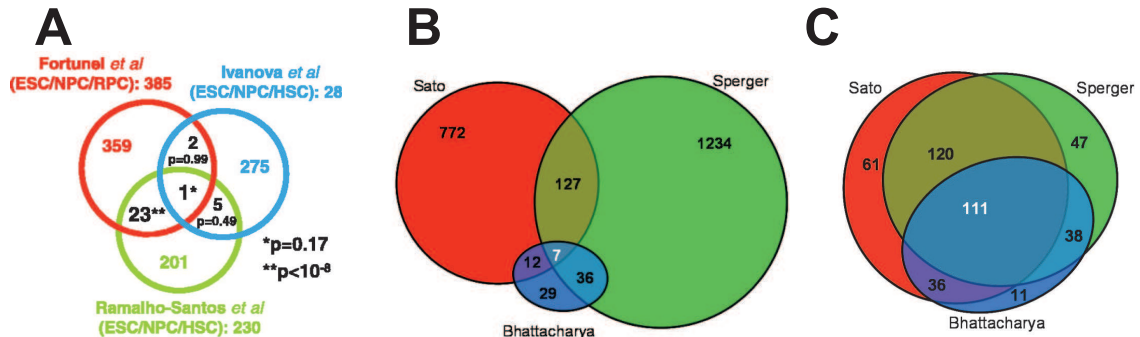 A
Fortunel et al
(ESC/NPC/RPC): 385
Ivanova et al
(ESC/NPC/HSC): 28
359
2
p=0.99
275
1*
23**
5
p=0.49
201
*p=0.17
**p<10-8
Ramalho-Santos et al
(ESC/NPC/HSC): 230
B
Sato
Sperger
772
1234
127
7
12
36
29
Bhattacharya
C
Sato
Sperger
47
61
120
111
38
36
11
Bhattacharya